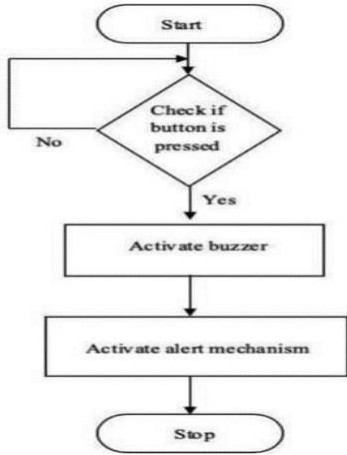 Start
Check if
button is
pressed
No
Yes
Activate buzzer
Activate alert mechanism
Stop